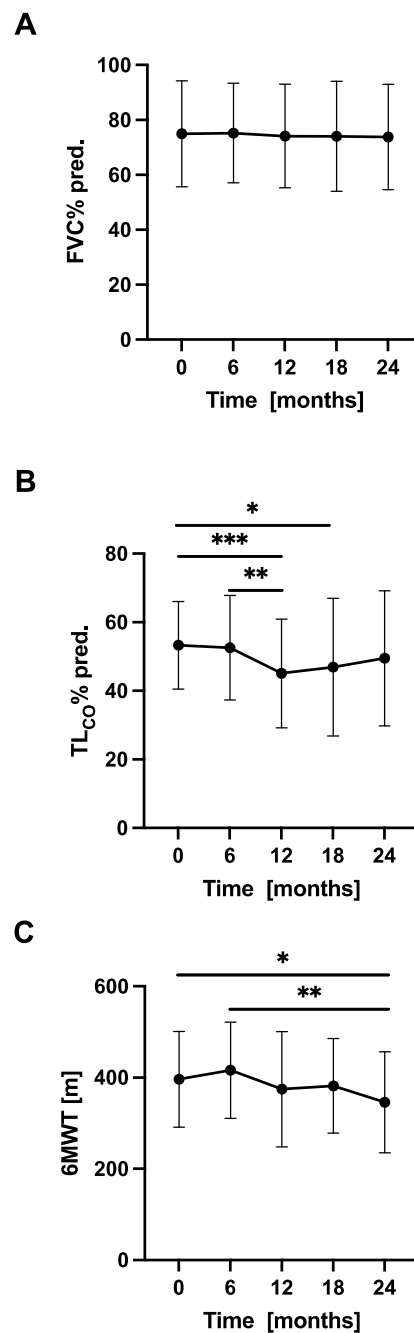 A
100
80
60
40
20
0
FVC% pred.
0 6 12 18 24
Time [months]
B
*
***
**
80
60
40
20
0
TLCO% pred.
0 6 12 18 24
Time [months]
C
*
**
600
400
200
0
6MWT [m]
0 6 12 18 24
Time [months]